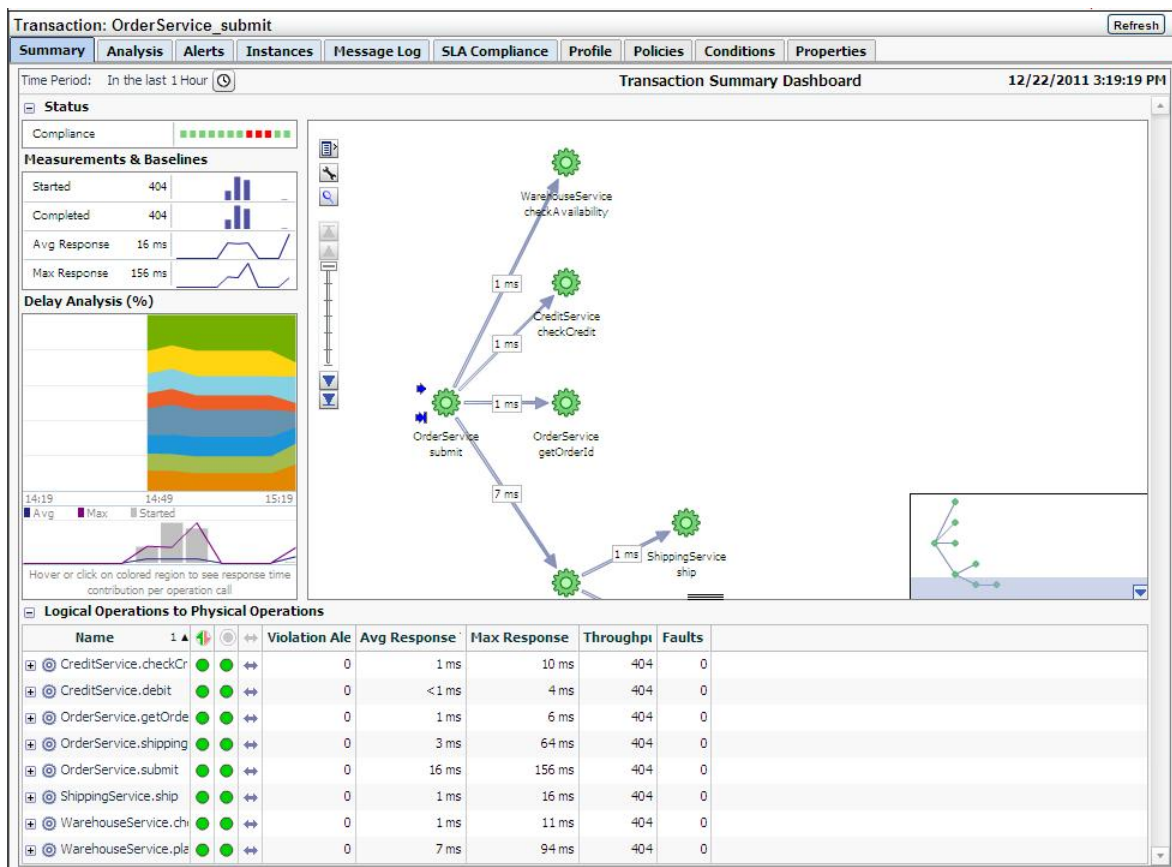 Transaction: OrderService_submit
Refresh
Summary Analysis Alerts Instances Message Log SLA Compliance Profile Policies Conditions Properties
Time Period: In the last 1 Hour Transaction Summary Dashboard 12/22/2011 3:19:19 PM
Status
Compliance
Measurements & Baselines
Started 404
Completed 404
Avg Response 16 ms
Max Response 156 ms
Delay Analysis (%)
14:19 14:49 15:19
Avg Max Started
Hover or click on colored region to see response time
contribution per operation call
WarehouseService
checkAvailability
1 ms
CreditService
checkCredit
1 ms
1 ms
OrderService
submit
OrderService
getOrderId
7 ms
1 ms
ShippingService
ship
Logical Operations to Physical Operations
Name 1 Violation Ale Avg Response Max Response Throughpu Faults
CreditService.checkCr 0 1 ms 10 ms 404 0
CreditService.debit 0 <1 ms 4 ms 404 0
OrderService.getOrde 0 1 ms 6 ms 404 0
OrderService.shipping 0 3 ms 64 ms 404 0
OrderService.submit 0 16 ms 156 ms 404 0
ShippingService.ship 0 1 ms 16 ms 404 0
WarehouseService.che 0 1 ms 11 ms 404 0
WarehouseService.pla 0 7 ms 94 ms 404 0